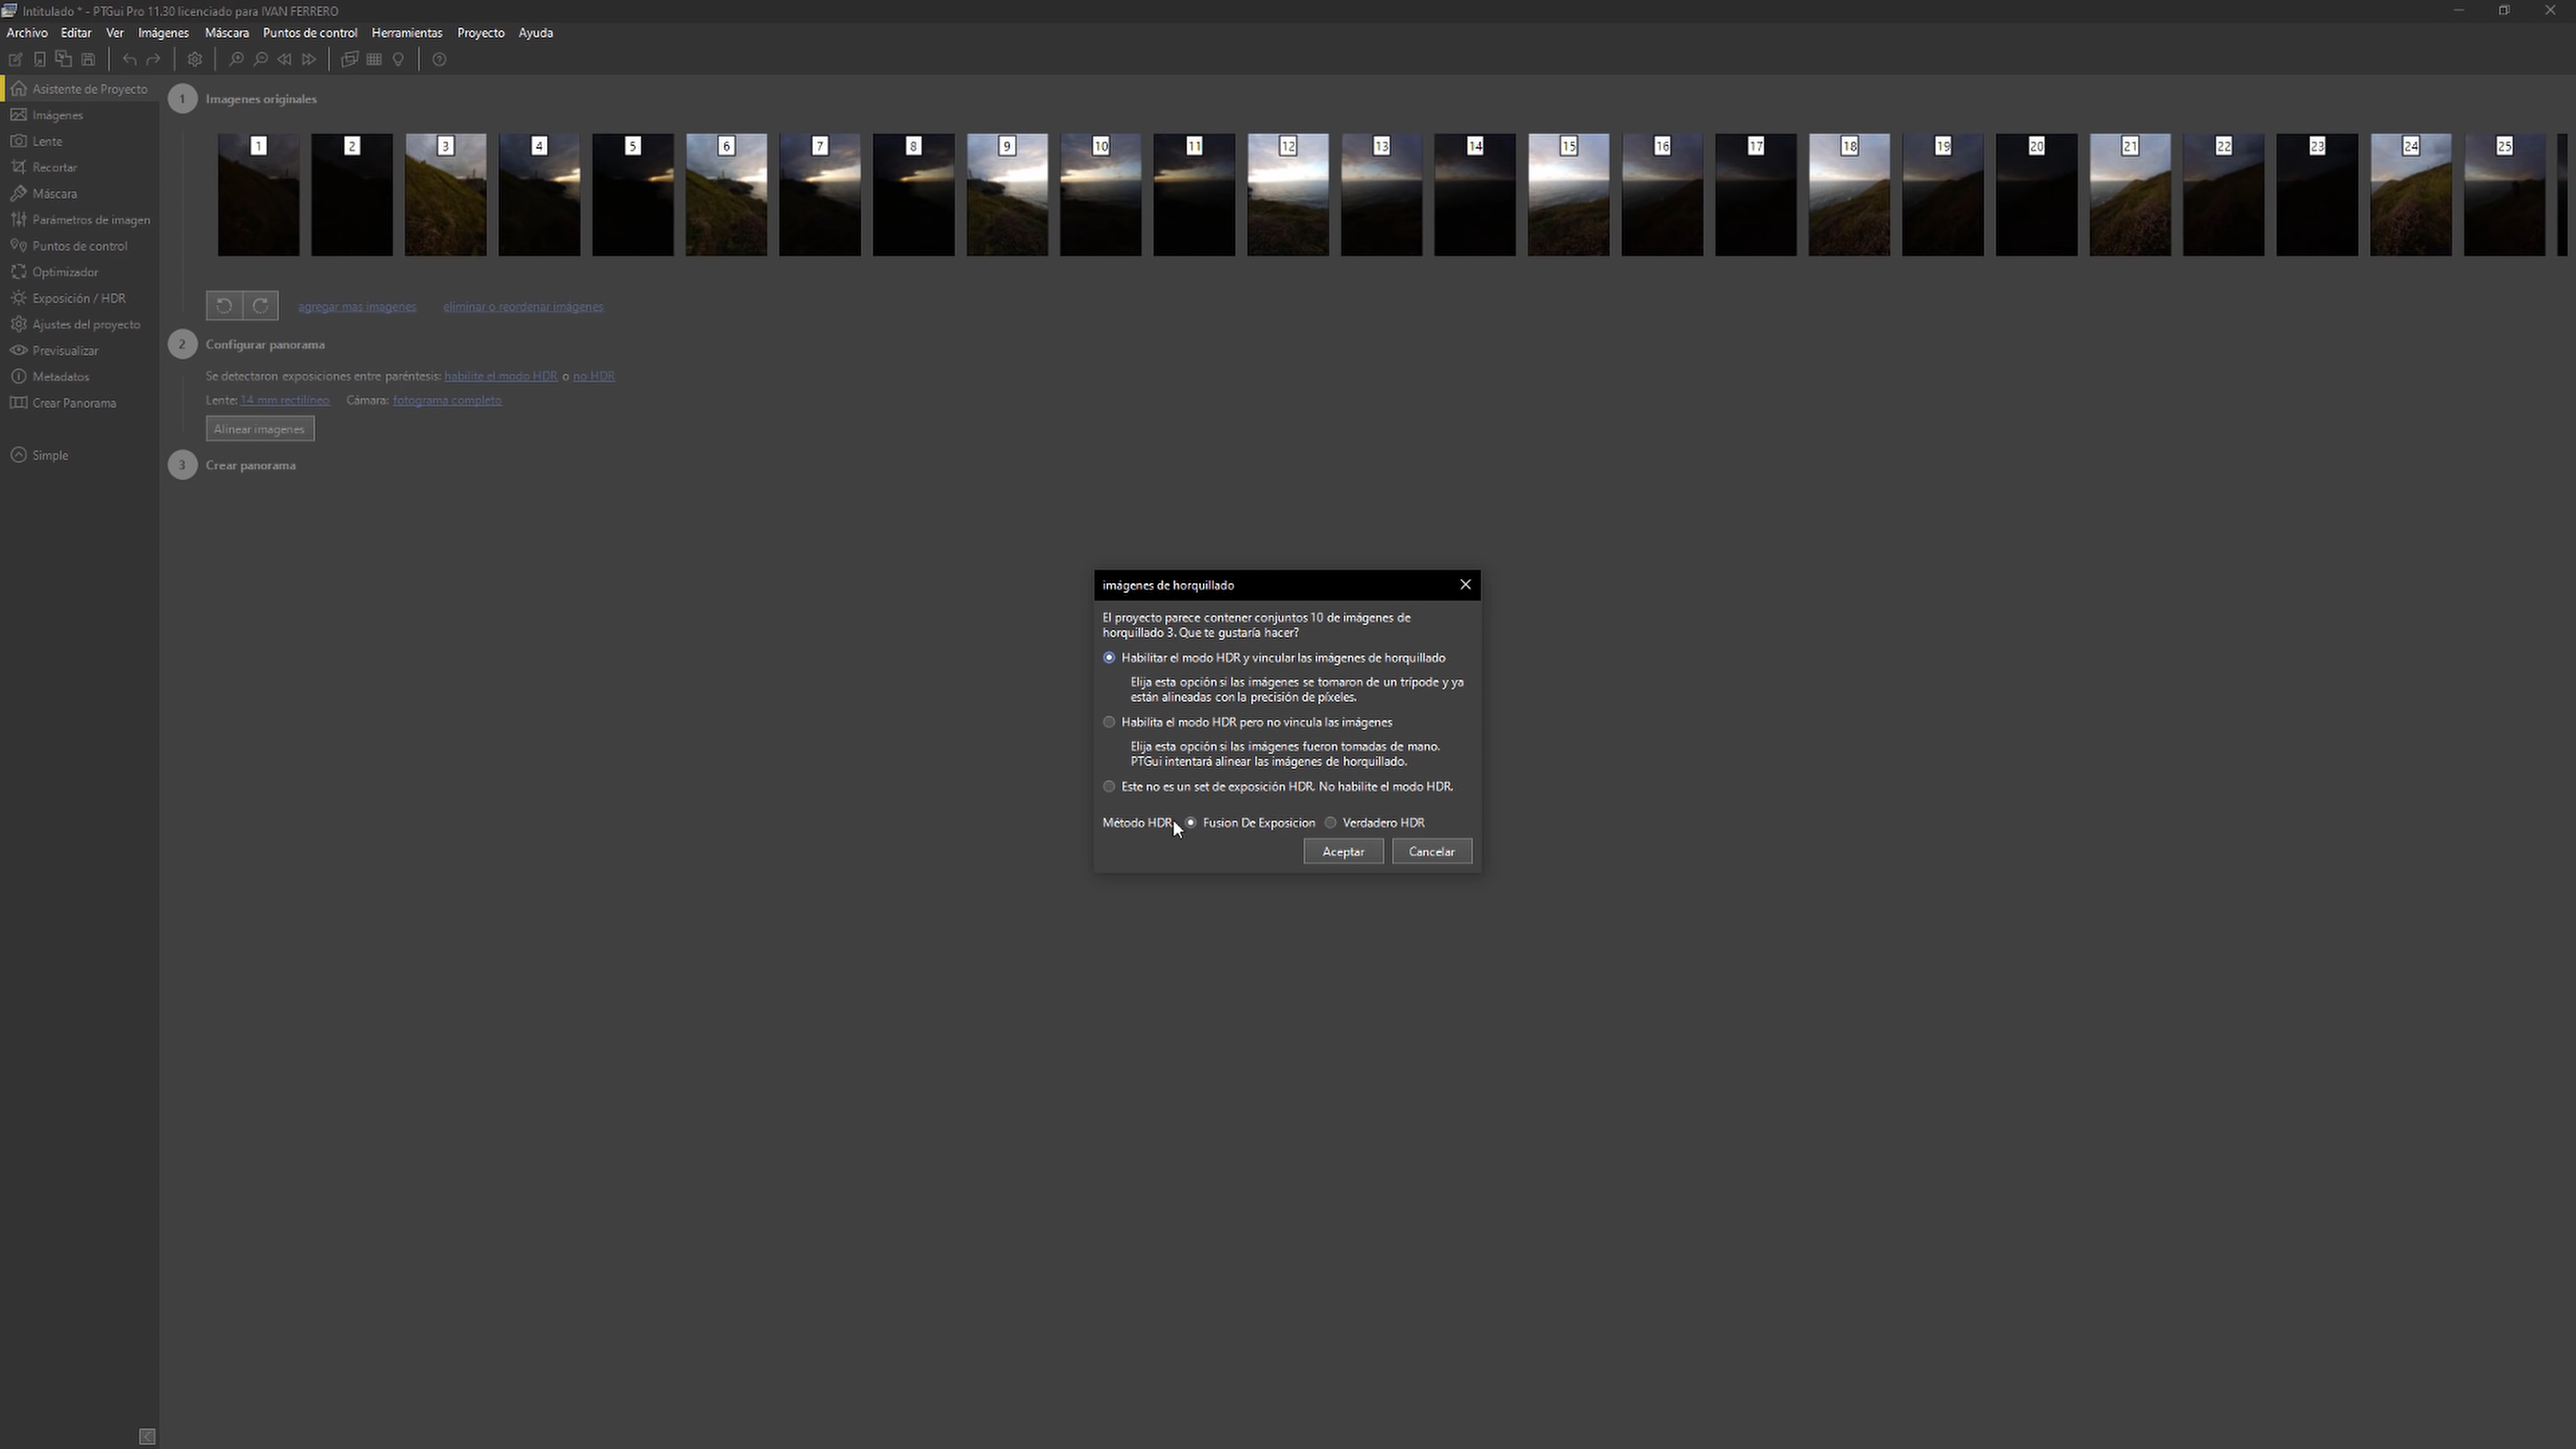 Intitulado * - PTGui Pro 11.30 licenciado para IVAN FERRERO
Archivo Editar Ver Imágenes Máscara Puntos de control Herramientas Proyecto Ayuda
Asistente de Proyecto
Imágenes
Lente
Recortar
Máscara
Parámetros de imagen
Puntos de control
Optimizador
Exposición / HDR
Ajustes del proyecto
Previsualizar
Metadatos
Crear Panorama
Simple
1 Imagenes originales
1 2 3 4 5 6 7 8 9 10 11 12 13 14 15 16 17 18 19 20 21 22 23 24 25
agregar mas imagenes eliminar o reordenar imágenes
2 Configurar panorama
Se detectaron exposiciones entre paréntesis: habilite el modo HDR o no HDR
Lente: 14 mm rectilíneo Cámara: fotograma completo
Alinear imagenes
3 Crear panorama
imágenes de horquillado
El proyecto parece contener conjuntos 10 de imágenes de
horquillado 3. Que te gustaría hacer?
Habilitar el modo HDR y vincular las imágenes de horquillado
Elija esta opción si las imágenes se tomaron de un trípode y ya
están alineadas con la precisión de píxeles.
Habilita el modo HDR pero no vincula las imágenes
Elija esta opción si las imágenes fueron tomadas de mano.
PTGui intentará alinear las imágenes de horquillado.
Este no es un set de exposición HDR. No habilite el modo HDR.
Método HDR Fusion De Exposicion Verdadero HDR
Aceptar Cancelar